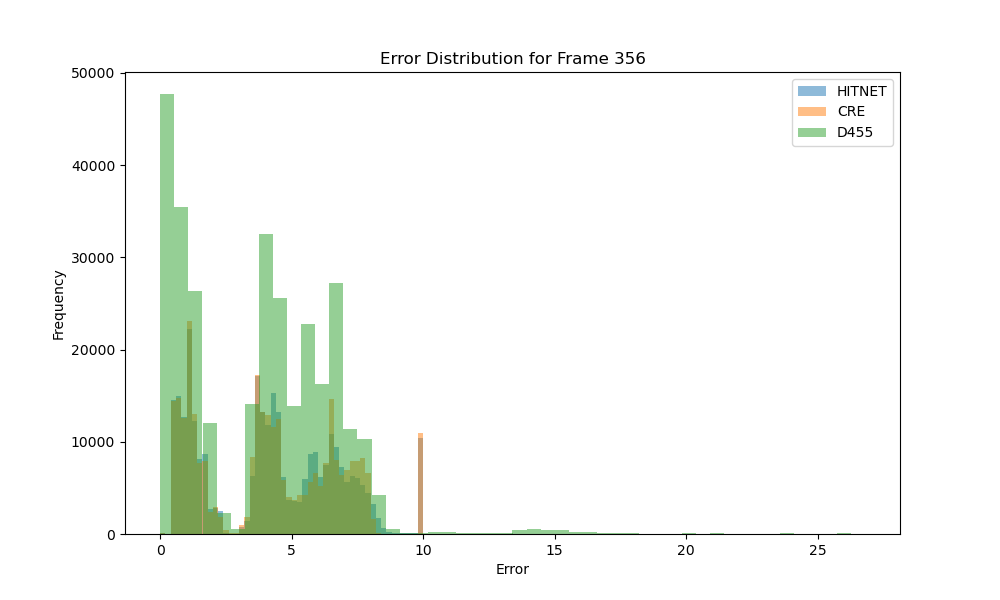 Error Distribution for Frame 356
50000
40000
30000
20000
10000
0
Frequency
HITNET
CRE
D455
0 5 10 15 20 25
Error